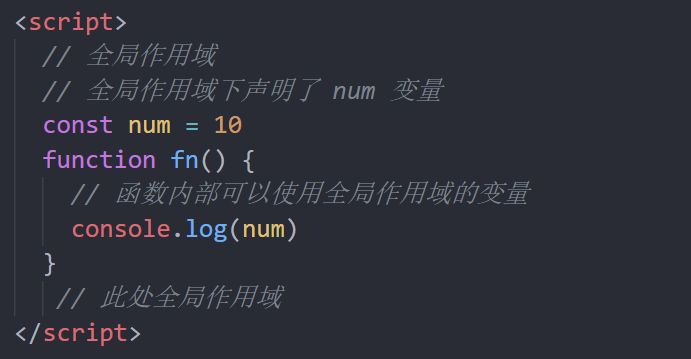 <script>
// 全局作用域
// 全局作用域下声明了 num 变量
const num = 10
function fn() {
// 函数内部可以使用全局作用域的变量
console.log(num)
}
// 此处全局作用域
</script>